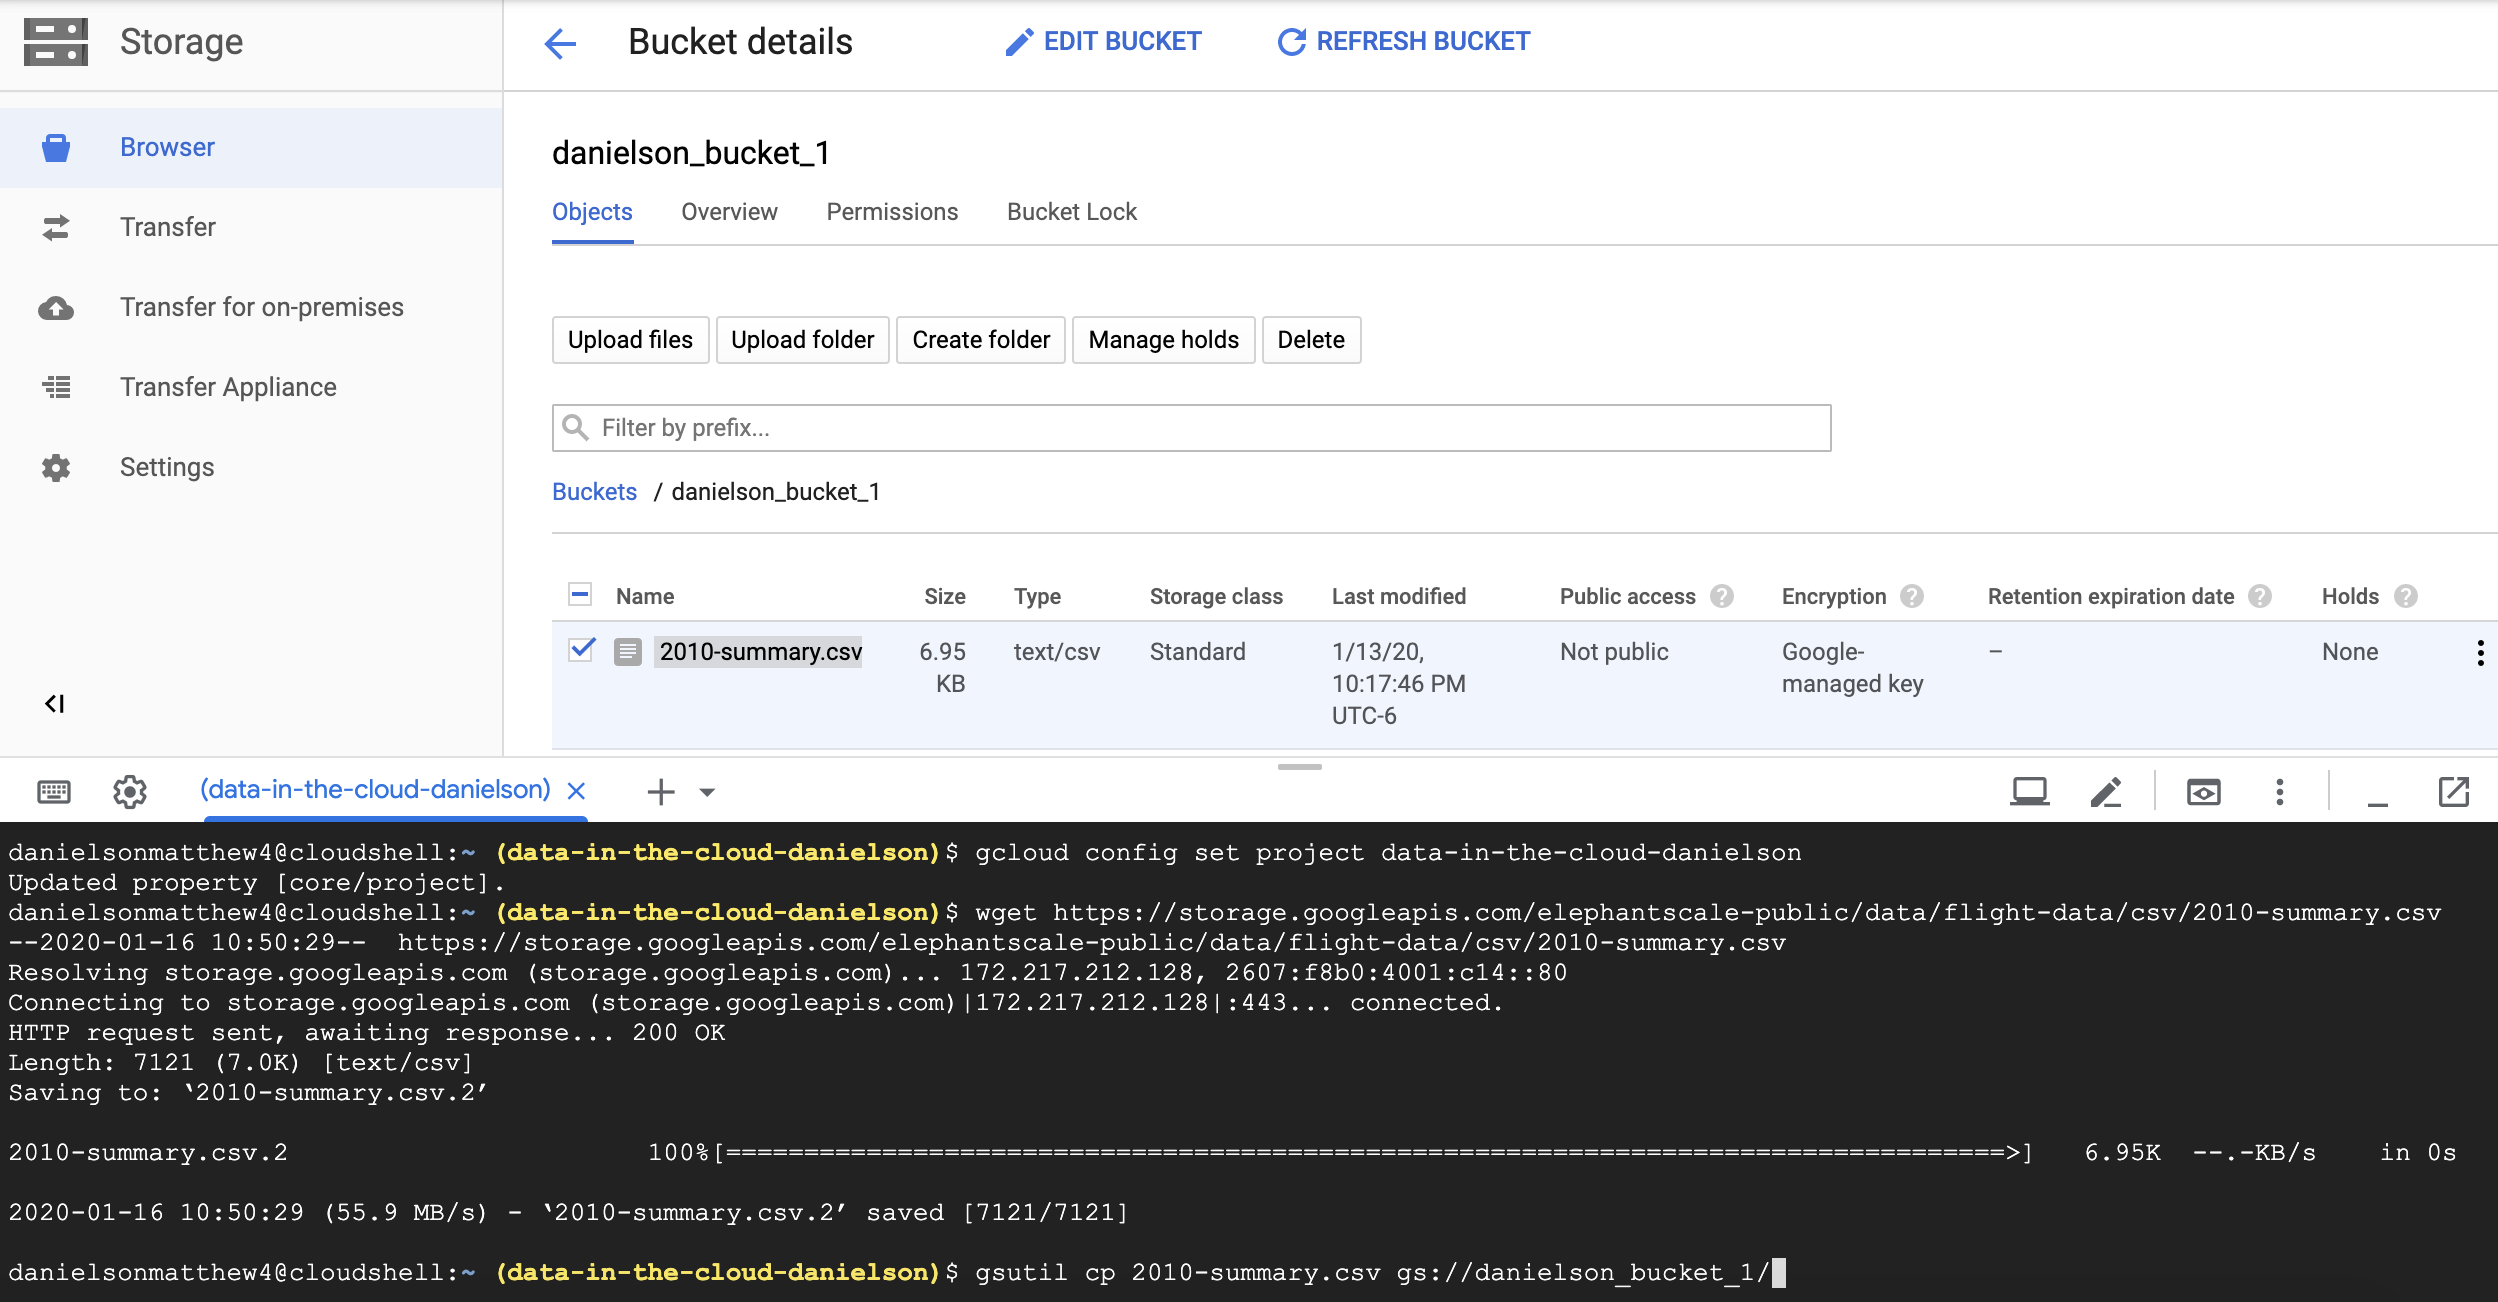 Storage
Bucket details
EDIT BUCKET
REFRESH BUCKET
Browser
Transfer
Transfer for on-premises
Transfer Appliance
Settings
danielson_bucket_1
Objects Overview Permissions Bucket Lock
Upload files Upload folder Create folder Manage holds Delete
Filter by prefix...
Buckets / danielson_bucket_1
Name Size Type Storage class Last modified Public access ? Encryption ? Retention expiration date ? Holds ?
2010-summary.csv 6.95 text/csv Standard 1/13/20, Not public Google- – None
KB 10:17:46 PM managed key
UTC-6
(data-in-the-cloud-danielson)
danielsonmatthew4@cloudshell:~ (data-in-the-cloud-danielson)$ gcloud config set project data-in-the-cloud-danielson
Updated property [core/project].
danielsonmatthew4@cloudshell:~ (data-in-the-cloud-danielson)$ wget https://storage.googleapis.com/elephantscale-public/data/flight-data/csv/2010-summary.csv
--2020-01-16 10:50:29--  https://storage.googleapis.com/elephantscale-public/data/flight-data/csv/2010-summary.csv
Resolving storage.googleapis.com (storage.googleapis.com)... 172.217.212.128, 2607:f8b0:4001:c14::80
Connecting to storage.googleapis.com (storage.googleapis.com)|172.217.212.128|:443... connected.
HTTP request sent, awaiting response... 200 OK
Length: 7121 (7.0K) [text/csv]
Saving to: ‘2010-summary.csv.2’
2010-summary.csv.2 100%[==================================================================================>] 6.95K --.-KB/s in 0s
2020-01-16 10:50:29 (55.9 MB/s) - ‘2010-summary.csv.2’ saved [7121/7121]
danielsonmatthew4@cloudshell:~ (data-in-the-cloud-danielson)$ gsutil cp 2010-summary.csv gs://danielson_bucket_1/